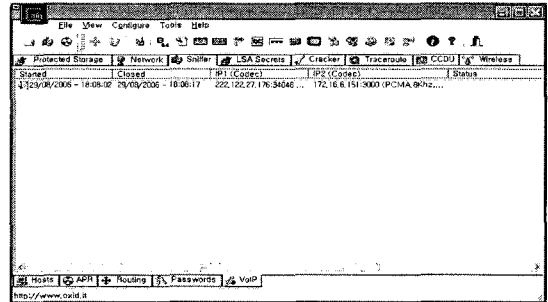 File View Configure Tools Help
Protected Storage Network Sniffer LSA Secrets Cracker Traceroute CCDU Wireless
Started Closed IP1 (Codec) IP2 (Codec) Status
29/08/2006 - 18:08:02 29/08/2006 - 18:08:17 222.122.27.176:34048 ... 172.16.6.151:3000 (PCMA,8Khz,...
Hosts APR Routing Passwords VoIP
http://www.oxid.it